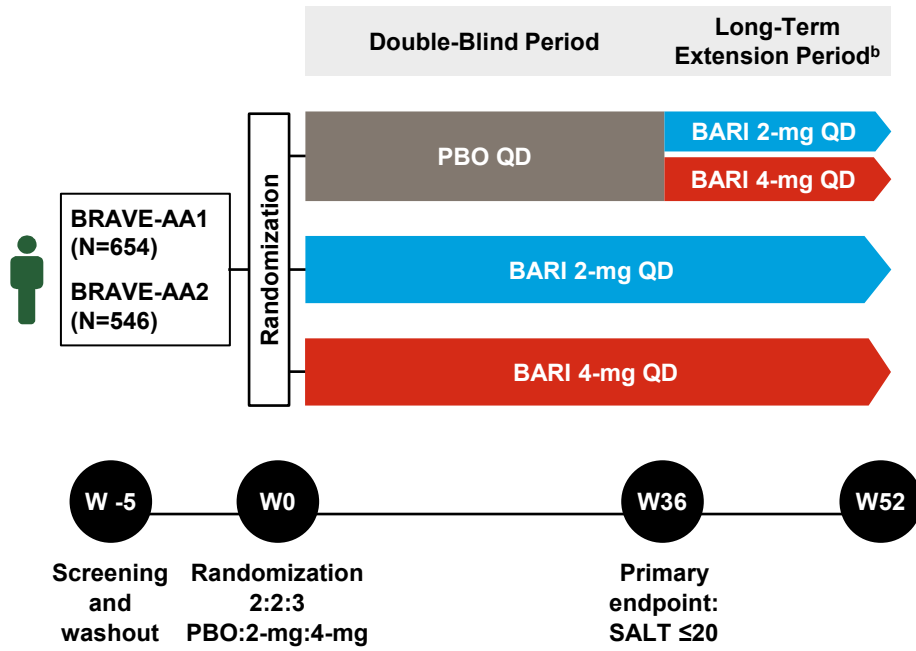 Double-Blind Period
Long-Term
Extension Periodᵇ
BARI 2-mg QD
PBO QD
BARI 4-mg QD
BRAVE-AA1
(N=654)
BRAVE-AA2
(N=546)
Randomization
BARI 2-mg QD
BARI 4-mg QD
W -5
W0
W36
W52
Screening
and
washout
Randomization
2:2:3
PBO:2-mg:4-mg
Primary
endpoint:
SALT ≤20